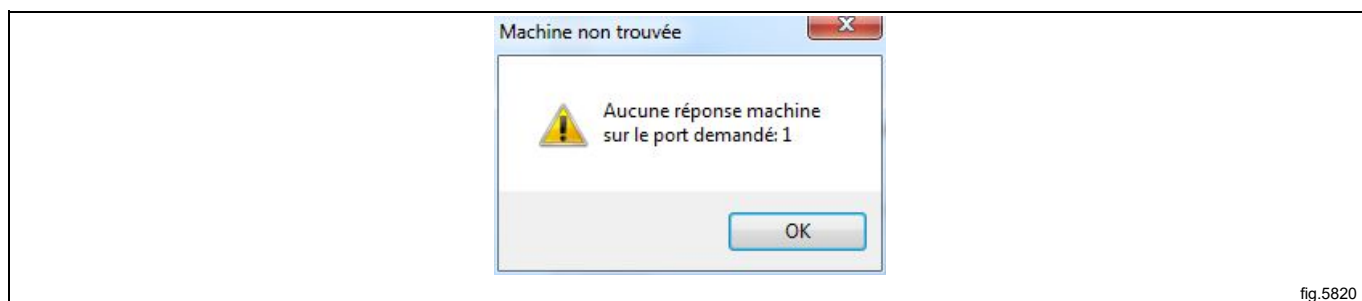 Machine non trouvée
Aucune réponse machine
sur le port demandé: 1
OK
fig.5820